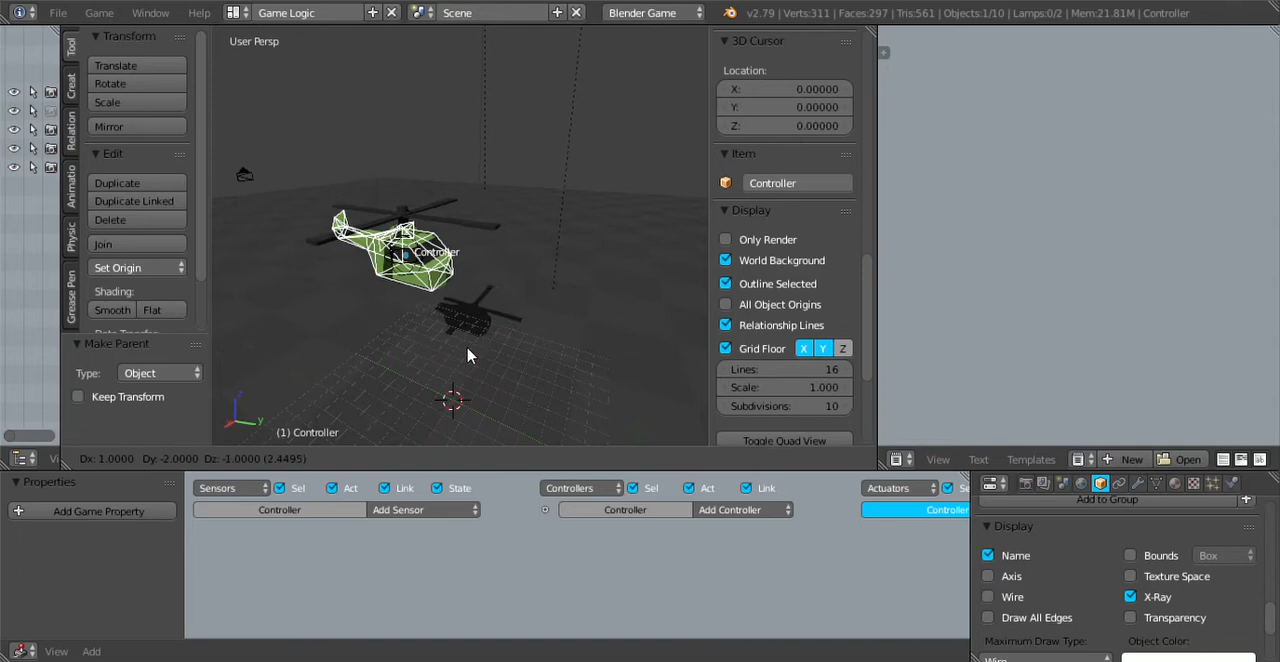 File Game Window Help Game Logic Scene Blender Game v2.79 | Verts:311 | Faces:297 | Tris:561 | Objects:1/10 | Lamps:0/2 | Mem:21.81M | Controller
Tool
Creat
Relation
Animatio
Physic
Grease Pen
Transform
Translate
Rotate
Scale
Mirror
Edit
Duplicate
Duplicate Linked
Delete
Join
Set Origin
Shading:
Smooth Flat
Make Parent
Type: Object
Keep Transform
User Persp
Controller
z
y
(1) Controller
Dx: 1.0000 Dy: -2.0000 Dz: -1.0000 (2.4495)
3D Cursor
Location:
X: 0.00000
Y: 0.00000
Z: 0.00000
Item
Controller
Display
Only Render
World Background
Outline Selected
All Object Origins
Relationship Lines
Grid Floor X Y Z
Lines: 16
Scale: 1.000
Subdivisions: 10
Toggle Quad View
View Text Templates New Open
Properties
Add Game Property
Sensors Sel Act Link State
Controller Add Sensor
Controllers Sel Act Link
Controller Add Controller
Actuators
View Add
Add to Group
Display
Name Bounds Box
Axis Texture Space
Wire X-Ray
Draw All Edges Transparency
Maximum Draw Type: Object Color:
Wire